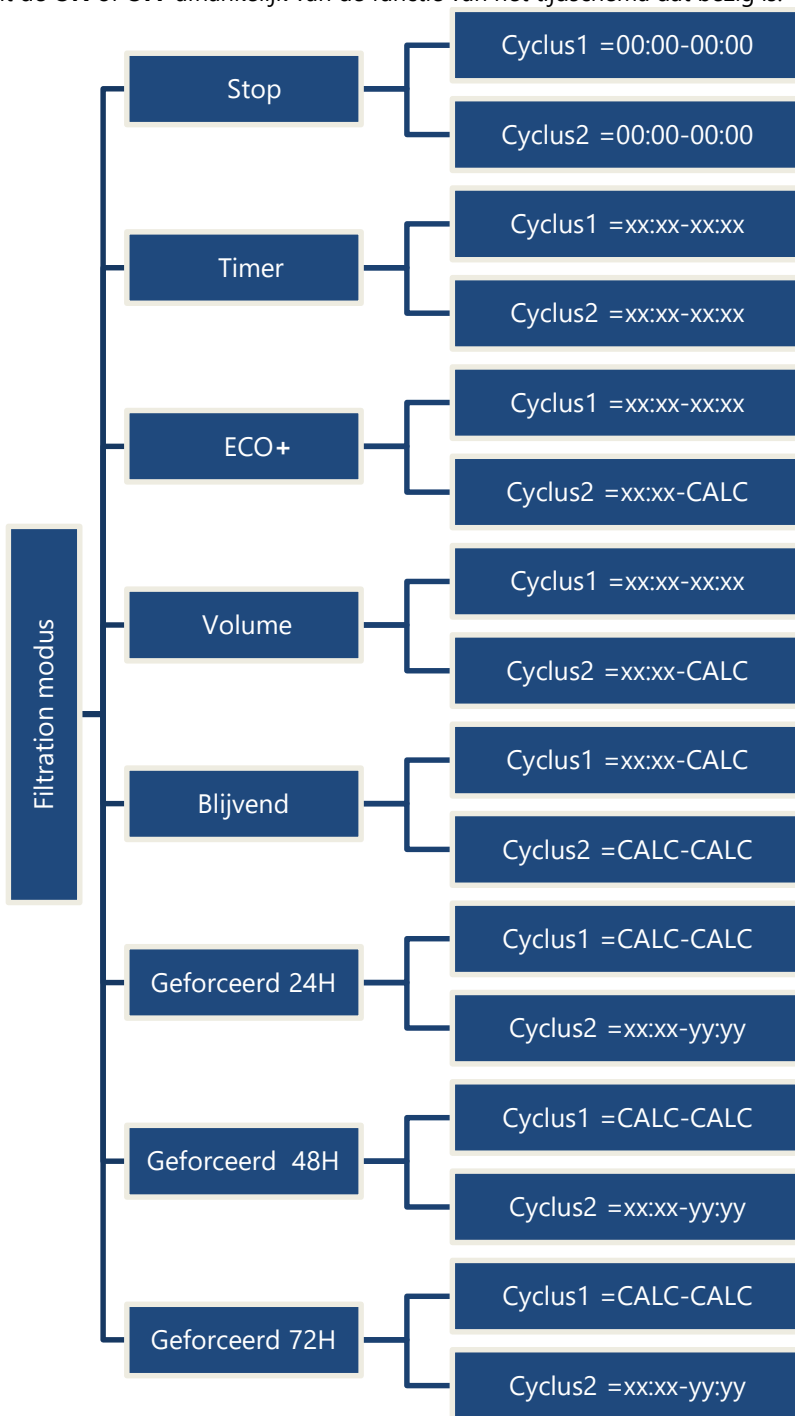 Stop
Cyclus1 =00:00-00:00
Cyclus2 =00:00-00:00
Timer
Cyclus1 =xx:xx-xx:xx
Cyclus2 =xx:xx-xx:xx
ECO+
Cyclus1 =xx:xx-xx:xx
Cyclus2 =xx:xx-CALC
Filtration modus
Volume
Cyclus1 =xx:xx-xx:xx
Cyclus2 =xx:xx-CALC
Blijvend
Cyclus1 =xx:xx-CALC
Cyclus2 =CALC-CALC
Geforceerd 24H
Cyclus1 =CALC-CALC
Cyclus2 =xx:xx-yy:yy
Geforceerd  48H
Cyclus1 =CALC-CALC
Cyclus2 =xx:xx-yy:yy
Geforceerd 72H
Cyclus1 =CALC-CALC
Cyclus2 =xx:xx-yy:yy